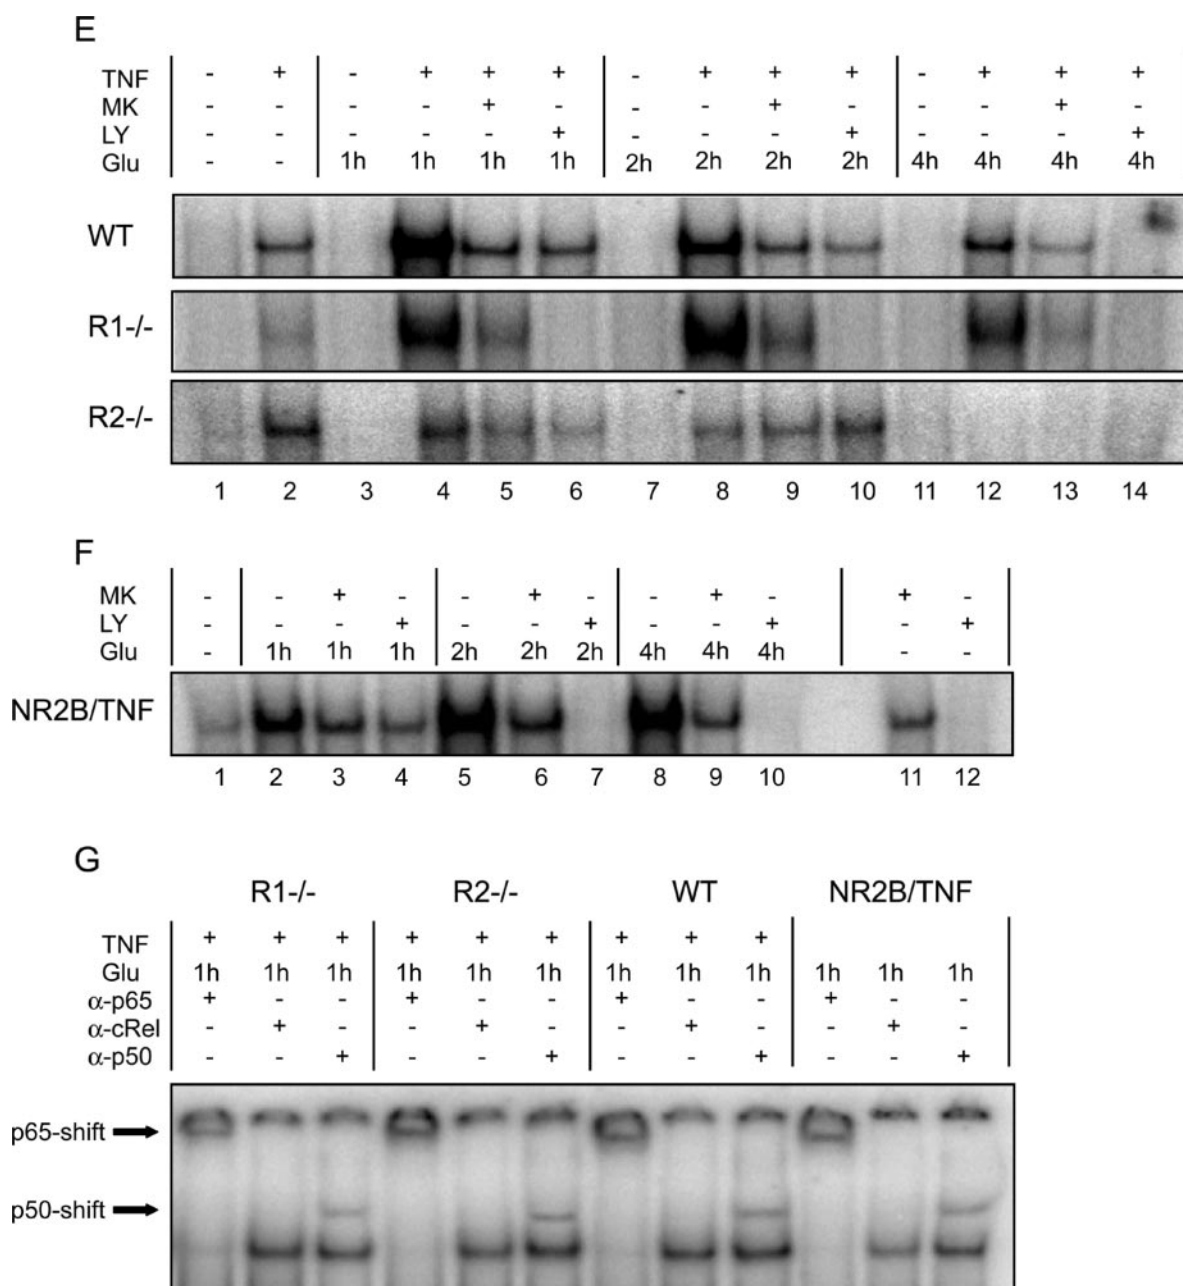 E
TNF - + - + + + - + + + - + + +
MK - - - - + - - - + - - - + -
LY - - - - - + - - - + - - - +
Glu - - 1h 1h 1h 1h 2h 2h 2h 2h 4h 4h 4h 4h
WT
R1-/-
R2-/-
1 2 3 4 5 6 7 8 9 10 11 12 13 14
F
MK - - + - - + - - + - + -
LY - - - + - - + - - + - +
Glu - 1h 1h 1h 2h 2h 2h 4h 4h 4h - -
NR2B/TNF
1 2 3 4 5 6 7 8 9 10 11 12
G
R1-/- R2-/- WT NR2B/TNF
TNF + + + + + + + + +
Glu 1h 1h 1h 1h 1h 1h 1h 1h 1h 1h 1h 1h
α-p65 + - - + - - + - - + - -
α-cRel - + - - + - - + - - + -
α-p50 - - + - - + - - + - - +
p65-shift
p50-shift